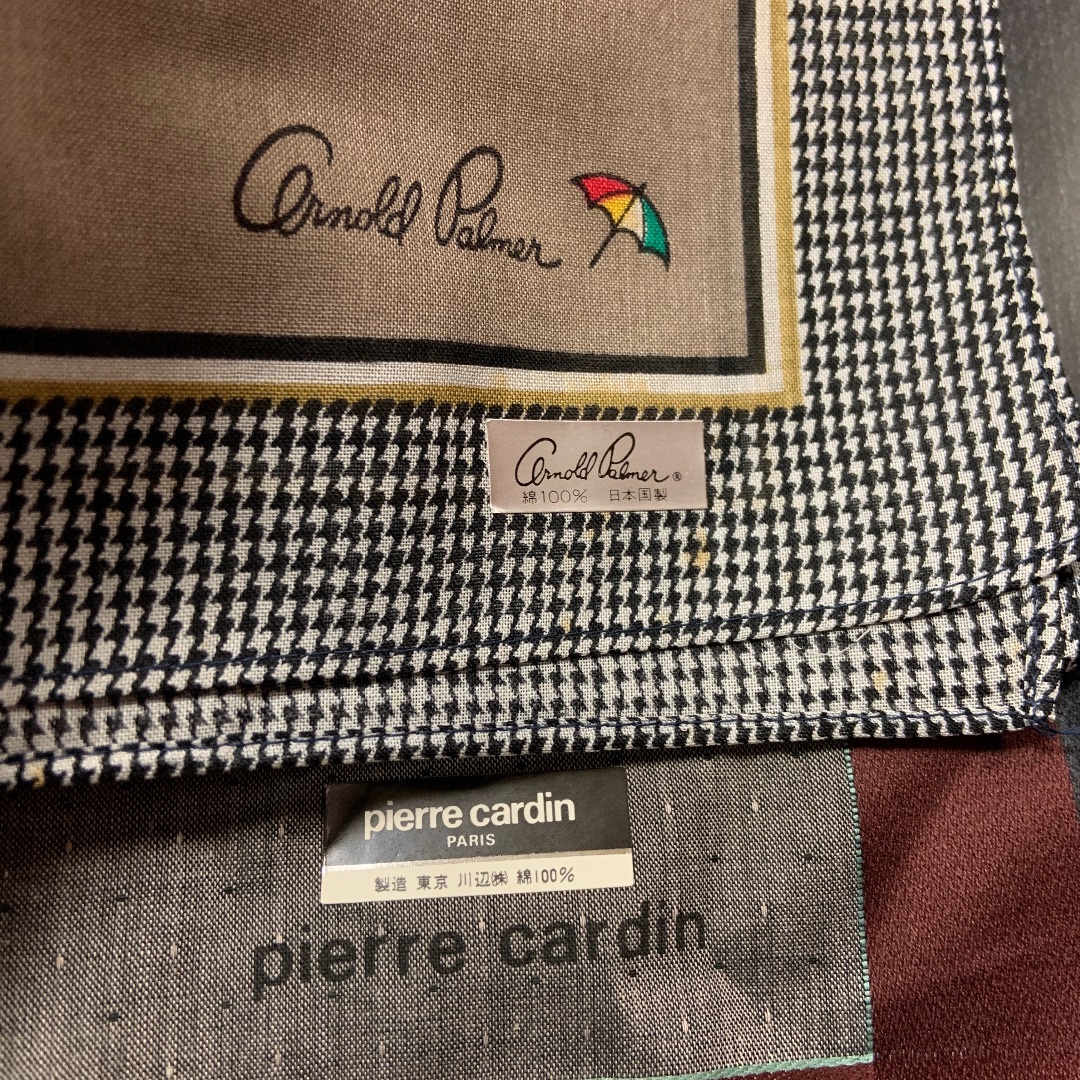 Arnold Palmer
Arnold Palmer®
綿100% 日本国製
pierre cardin
PARIS
製造 東京 川辺㈱ 綿100%
pierre cardin